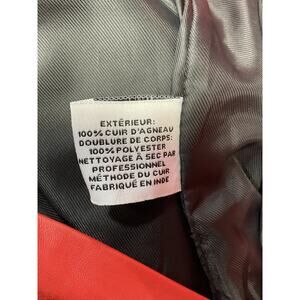 EXTÉRIEUR:
100% CUIR D'AGNEAU
DOUBLURE DE CORPS:
100% POLYESTER
NETTOYAGE À SEC PAR
PROFESSIONNEL
MÉTHODE DU CUIR
FABRIQUÉ EN INDE